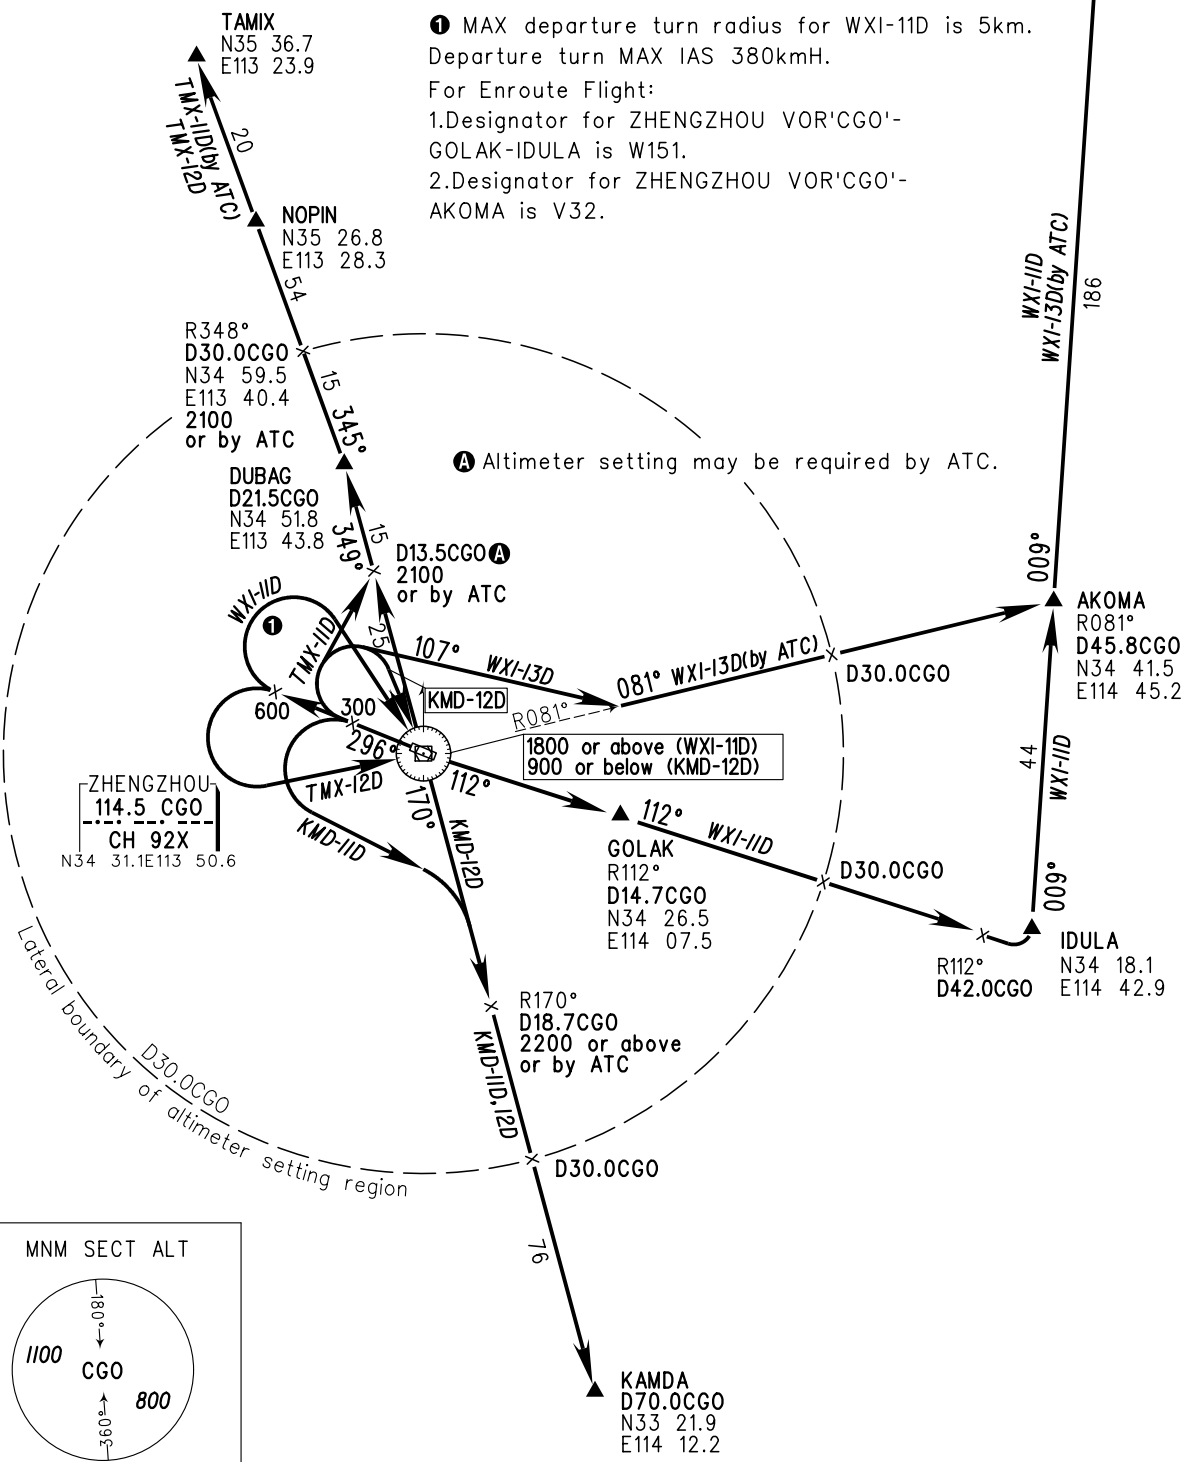 TAMIX
N35 36.7
E113 23.9
❶ MAX departure turn radius for WXI-11D is 5km.
Departure turn MAX IAS 380kmH.
For Enroute Flight:
1.Designator for ZHENGZHOU VOR'CGO'-
GOLAK-IDULA is W151.
2.Designator for ZHENGZHOU VOR'CGO'-
AKOMA is V32.
TMX-11D(by ATC)
TMX-12D
20
NOPIN
N35 26.8
E113 28.3
54
WXI-11D
WXI-13D(by ATC)
186
R348°
D30.0CGO
N34 59.5
E113 40.4
2100
or by ATC
15
345°
Ⓐ Altimeter setting may be required by ATC.
DUBAG
D21.5CGO
N34 51.8
E113 43.8
15
349°
D13.5CGO Ⓐ
2100
or by ATC
009°
AKOMA
R081°
D45.8CGO
N34 41.5
E114 45.2
WXI-11D
❶
TMX-11D
25
107°
WXI-13D
081° WXI-13D(by ATC)
D30.0CGO
KMD-12D
R081°
600
300
296°
1800 or above (WXI-11D)
900 or below (KMD-12D)
44
WXI-11D
ZHENGZHOU
114.5 CGO
CH 92X
N34 31.1E113 50.6
TMX-12D
KMD-11D
170°
KMD-12D
112°
112°
WXI-11D
GOLAK
R112°
D14.7CGO
N34 26.5
E114 07.5
D30.0CGO
009°
IDULA
N34 18.1
E114 42.9
R112°
D42.0CGO
R170°
D18.7CGO
2200 or above
or by ATC
KMD-11D,12D
D30.0CGO
D30.0CGO
Lateral boundary of altimeter setting region
76
MNM SECT ALT
180°
1100
CGO
800
360°
KAMDA
D70.0CGO
N33 21.9
E114 12.2